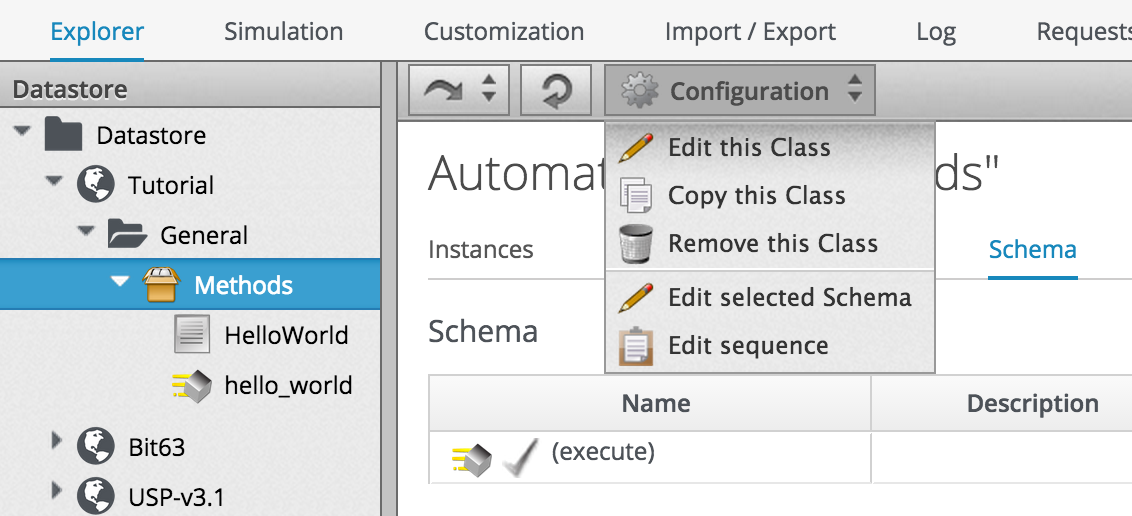 Explorer Simulation Customization Import / Export Log Requests
Datastore
Configuration
Datastore
Tutorial
General
Methods
HelloWorld
hello_world
Bit63
USP-v3.1
Edit this Class
Copy this Class
Remove this Class
Edit selected Schema
Edit sequence
Automat ds"
Instances Schema
Schema
Name Description
(execute)